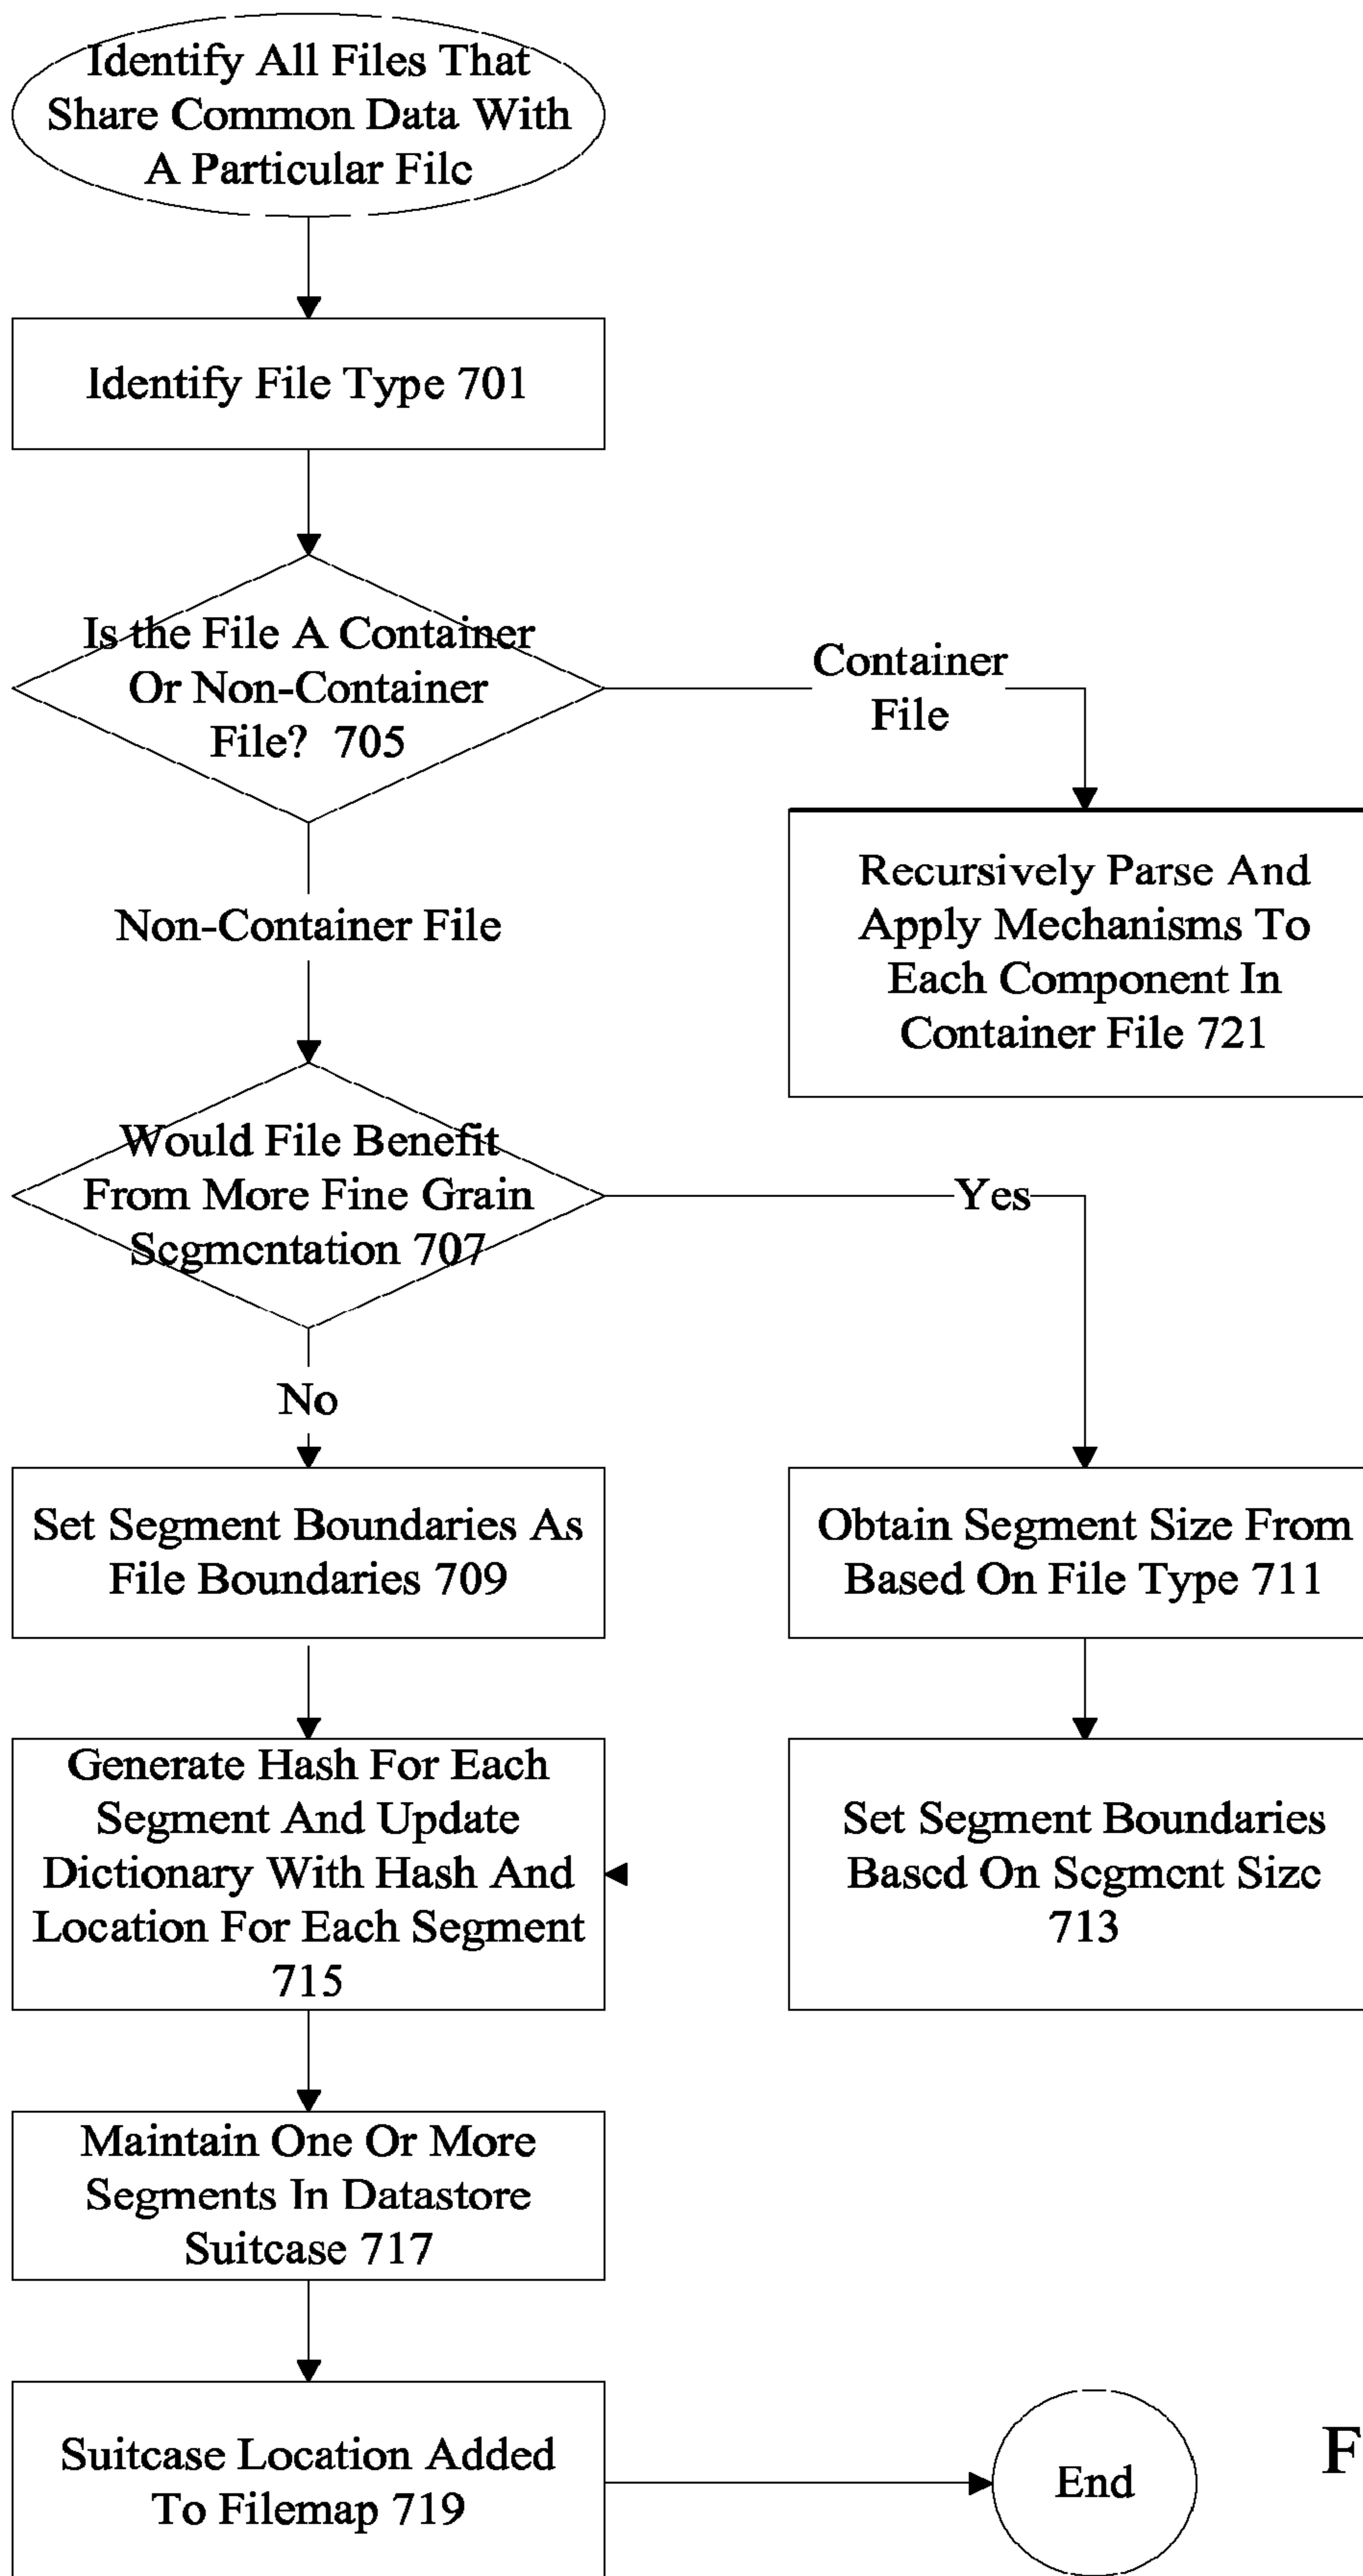 Identify All Files That
Share Common Data With
A Particular File
Identify File Type 701
Is the File A Container
Or Non-Container
File? 705
Container
File
Recursively Parse And
Apply Mechanisms To
Each Component In
Container File 721
Non-Container File
Would File Benefit
From More Fine Grain
Segmentation 707
Yes
No
Set Segment Boundaries As
File Boundaries 709
Obtain Segment Size From
Based On File Type 711
Generate Hash For Each
Segment And Update
Dictionary With Hash And
Location For Each Segment
715
Set Segment Boundaries
Based On Segment Size
713
Maintain One Or More
Segments In Datastore
Suitcase 717
Suitcase Location Added
To Filemap 719
End
F